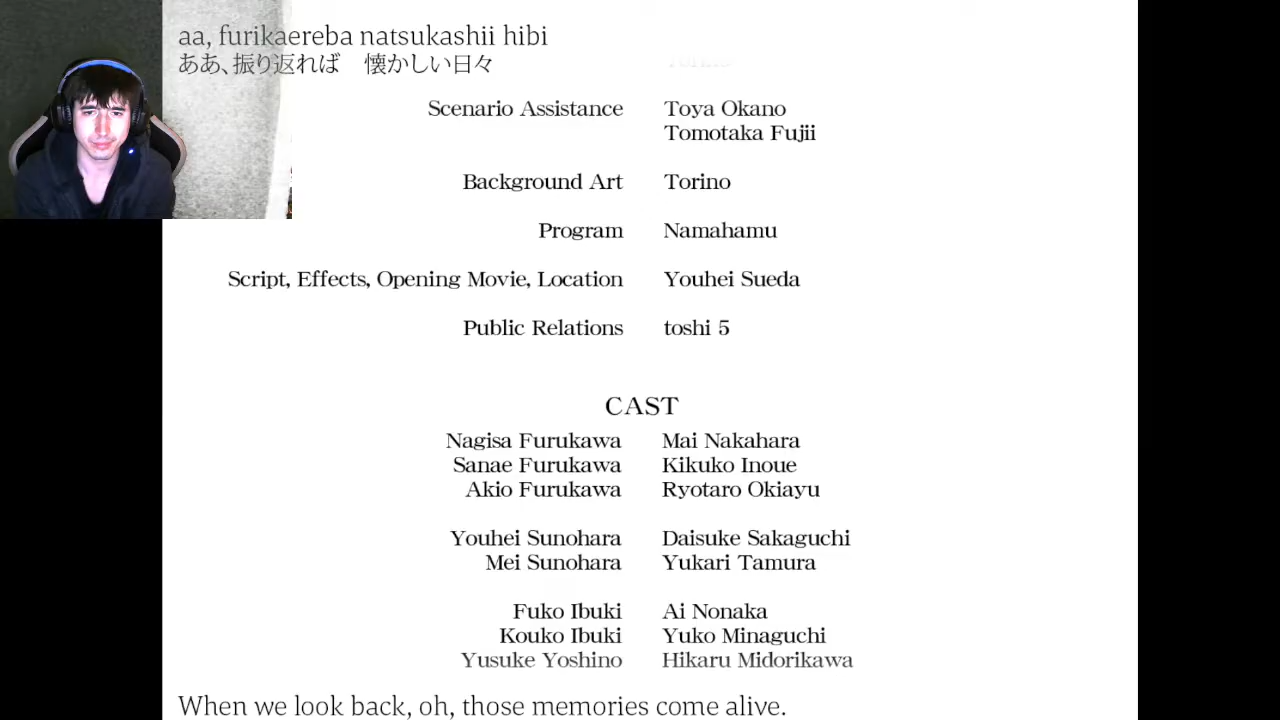 aa, furikaereba natsukashii hibi
ああ、振り返れば 懐かしい日々
Scenario Assistance Toya Okano
Tomotaka Fujii
Background Art Torino
Program Namahamu
Script, Effects, Opening Movie, Location Youhei Sueda
Public Relations toshi 5
CAST
Nagisa Furukawa Mai Nakahara
Sanae Furukawa Kikuko Inoue
Akio Furukawa Ryotaro Okiayu
Youhei Sunohara Daisuke Sakaguchi
Mei Sunohara Yukari Tamura
Fuko Ibuki Ai Nonaka
Kouko Ibuki Yuko Minaguchi
Yusuke Yoshino Hikaru Midorikawa
When we look back, oh, those memories come alive.